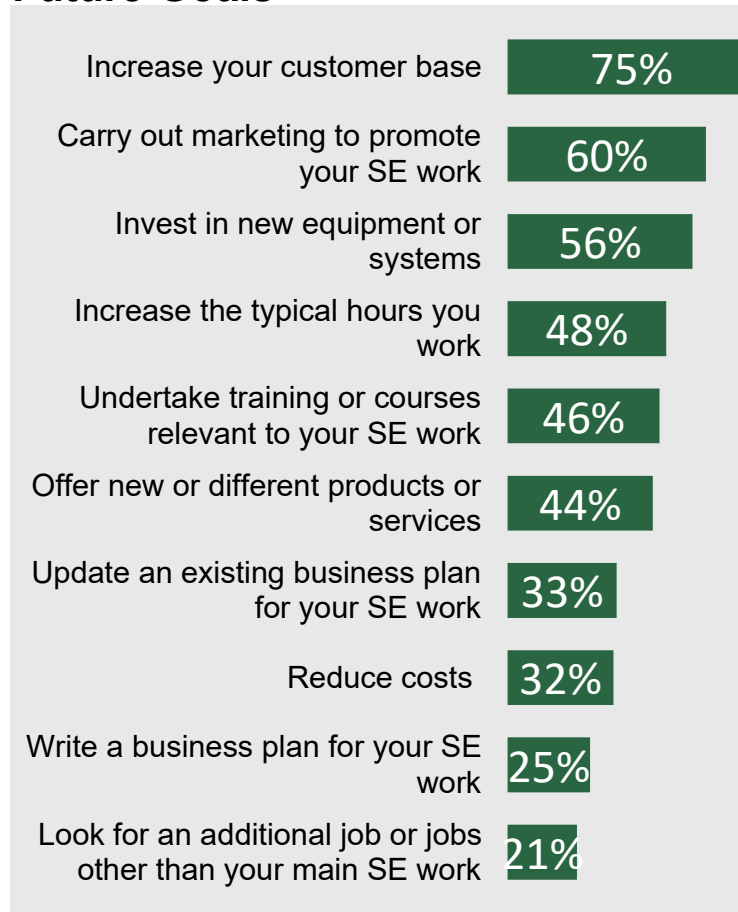 Future Goals
Increase your customer base
75%
Carry out marketing to promote
your SE work
60%
Invest in new equipment or
systems
56%
Increase the typical hours you
work
48%
Undertake training or courses
relevant to your SE work
46%
Offer new or different products or
services
44%
Update an existing business plan
for your SE work
33%
Reduce costs
32%
Write a business plan for your SE
work
25%
Look for an additional job or jobs
other than your main SE work
21%